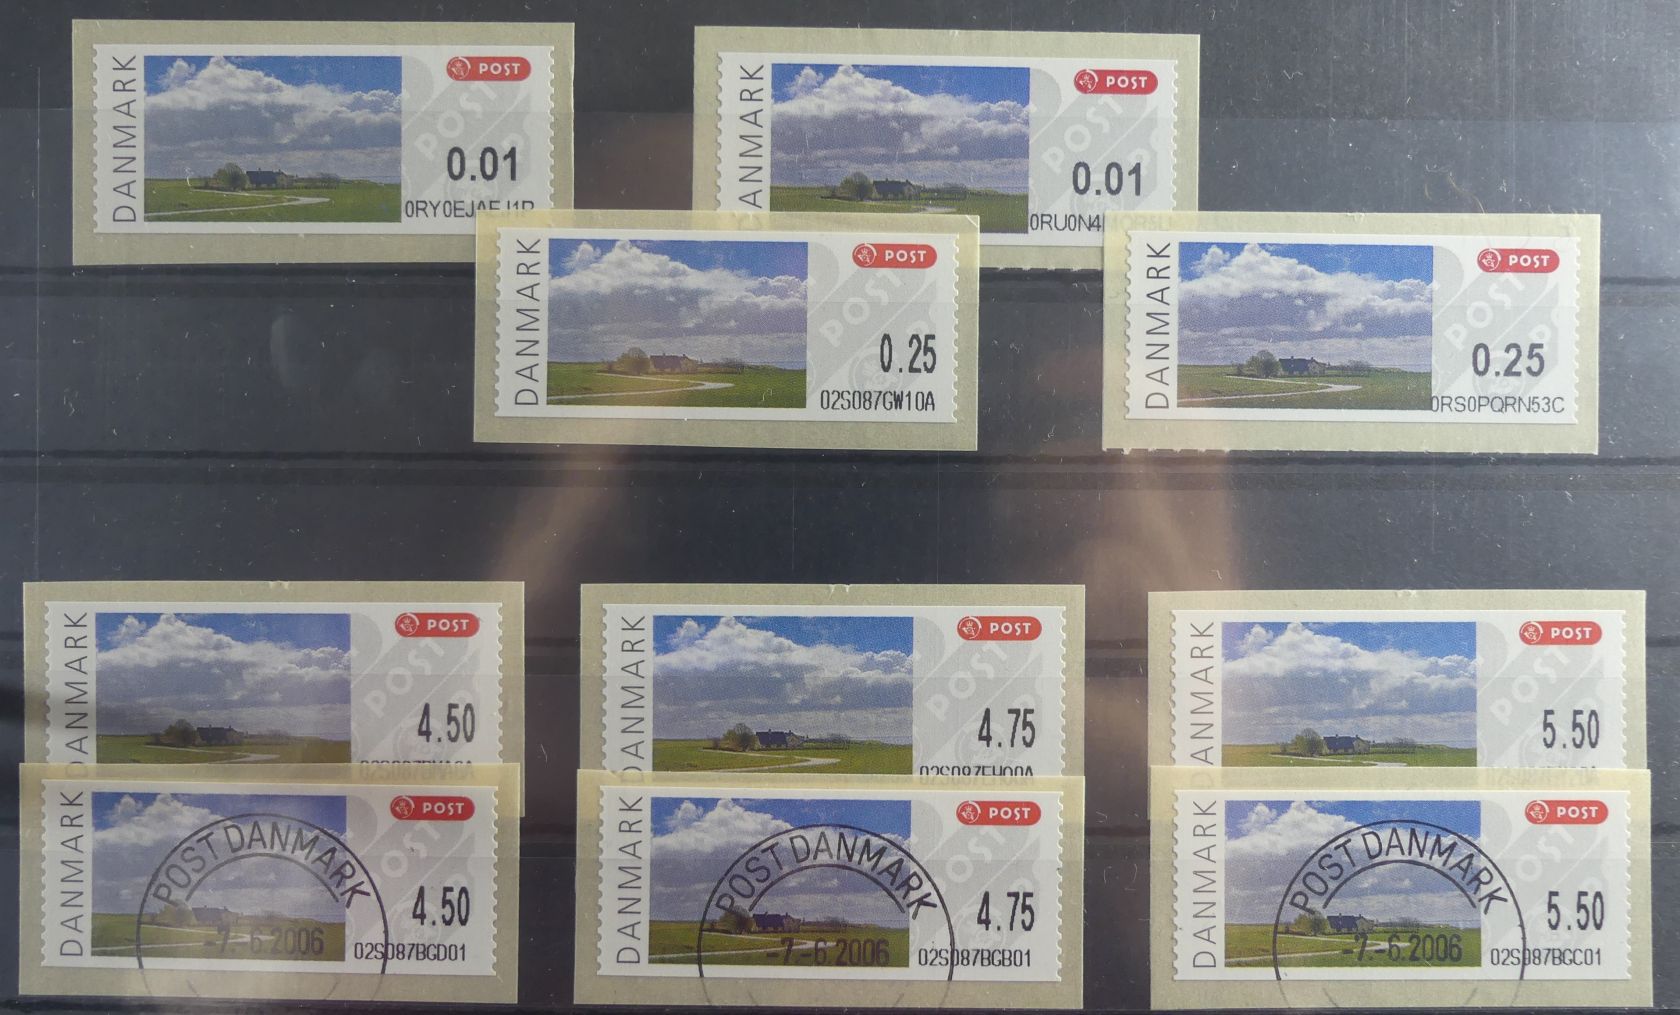 DANMARK
POST
0.01
DANMARK
POST
0.01
DANMARK
POST
0.25
02S087GW10A
DANMARK
POST
0.25
0RS0PQRN53C
DANMARK
POST
4.50
DANMARK
POST
4.75
DANMARK
POST
5.50
DANMARK
POST
4.50
02S087BGD01
POST DANMARK
-7.-6.2006
DANMARK
POST
4.75
02S087BGB01
POST DANMARK
-7.-6.2006
DANMARK
POST
5.50
02S087BGC01
POST DANMARK
-7.-6.2006